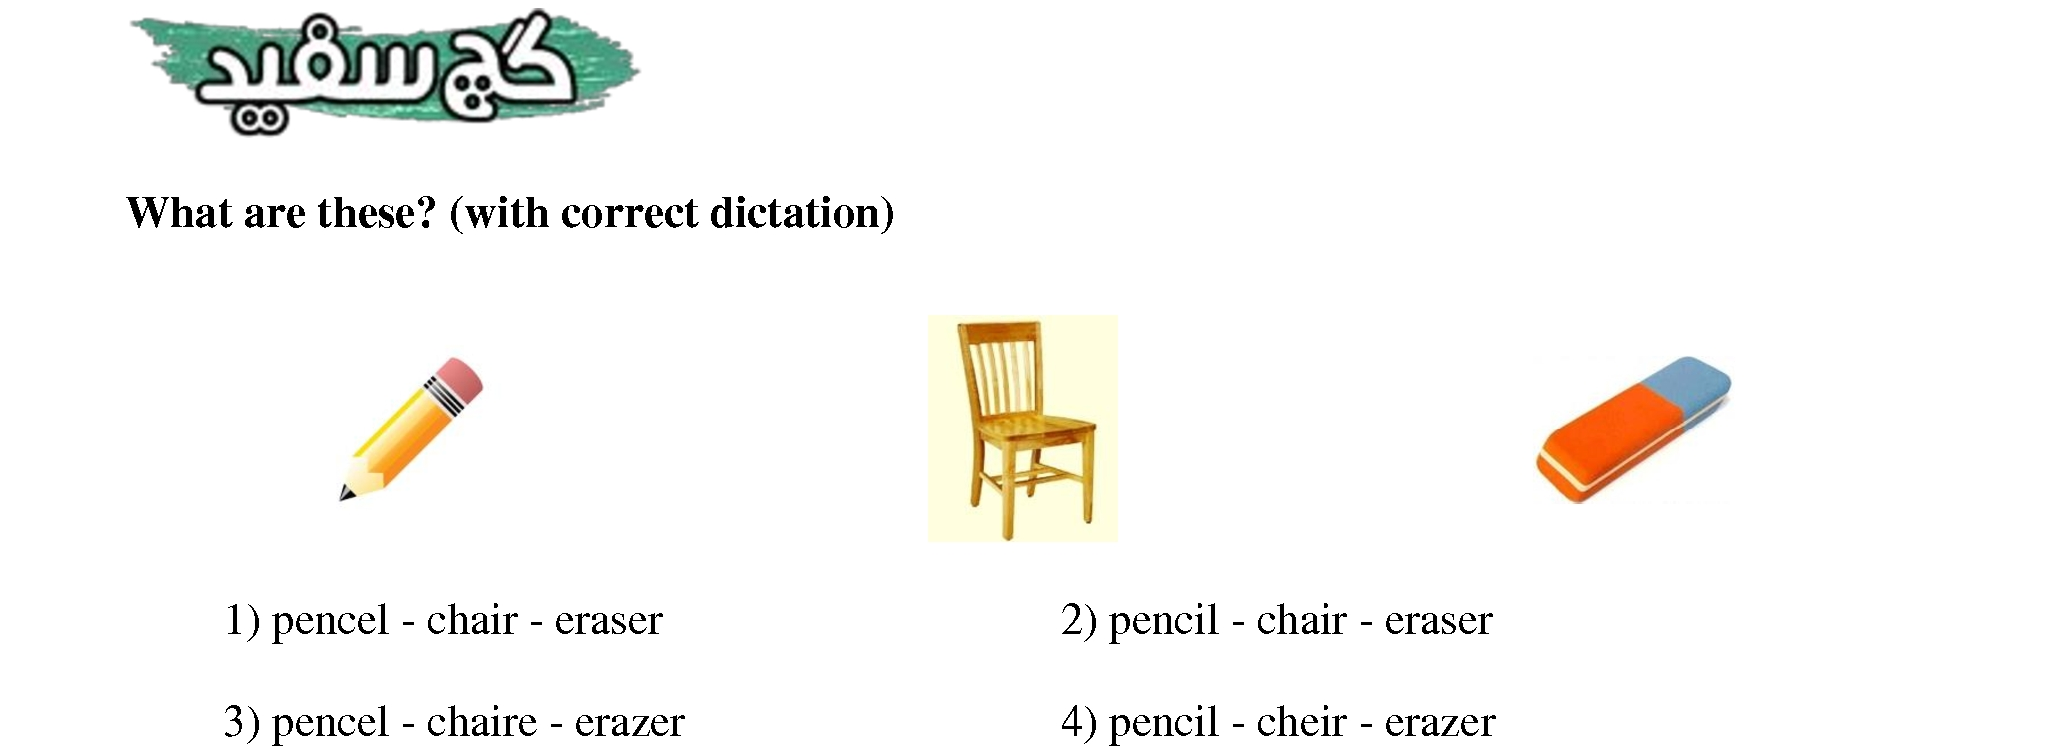 گچ سفید
What are these? (with correct dictation)
1) pencel - chair - eraser
2) pencil - chair - eraser
3) pencel - chaire - erazer
4) pencil - cheir - erazer